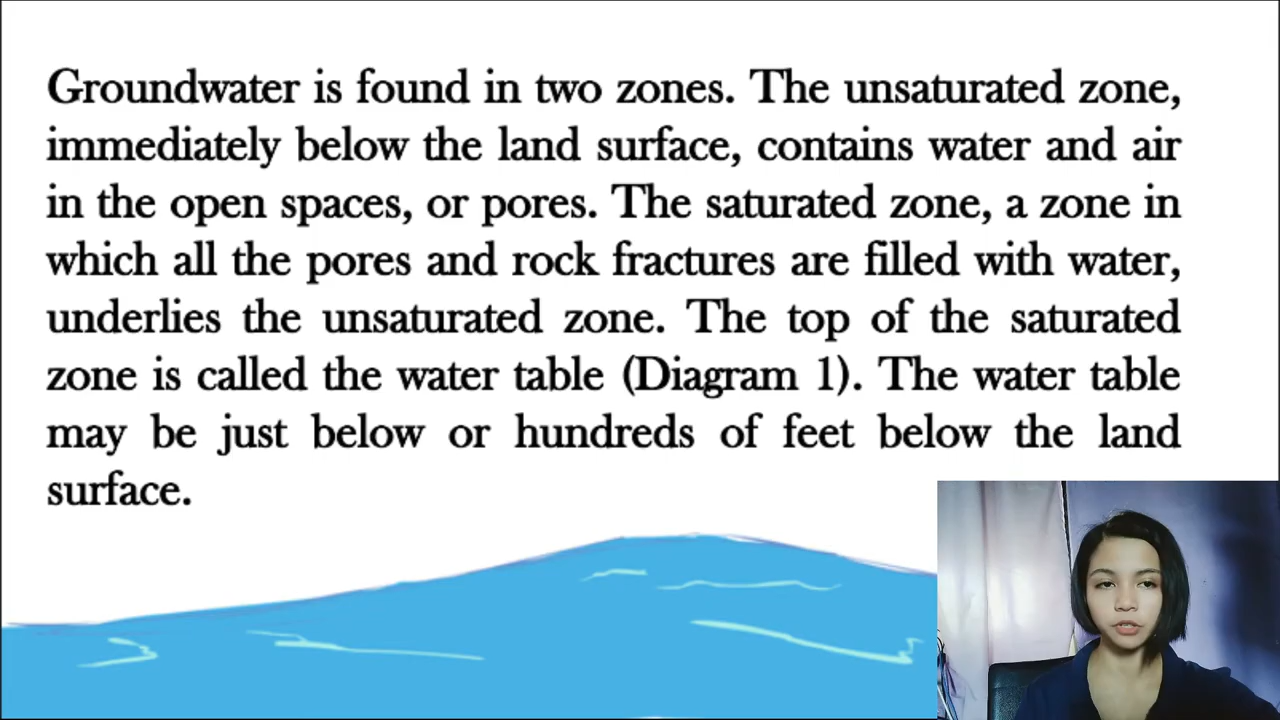 Groundwater is found in two zones. The unsaturated zone,
immediately below the land surface, contains water and air
in the open spaces, or pores. The saturated zone, a zone in
which all the pores and rock fractures are filled with water,
underlies the unsaturated zone. The top of the saturated
zone is called the water table (Diagram 1). The water table
may be just below or hundreds of feet below the land
surface.